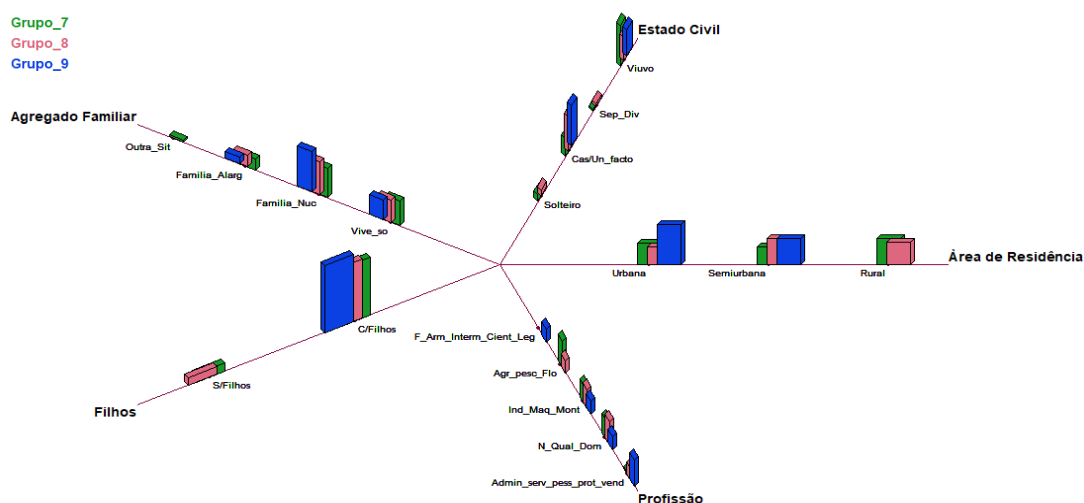 Grupo_7
Grupo_8
Grupo_9
Estado Civil
Viuvo
Sep_Div
Cas/Un_facto
Solteiro
Agregado Familiar
Outra_Sit
Familia_Alarg
Familia_Nuc
Vive_so
Urbana
Semiurbana
Rural
Àrea de Residência
C/Filhos
S/Filhos
Filhos
F_Arm_Interm_Cient_Leg
Agr_pesc_Flo
Ind_Maq_Mont
N_Qual_Dom
Admin_serv_pess_prot_vend
Profissão